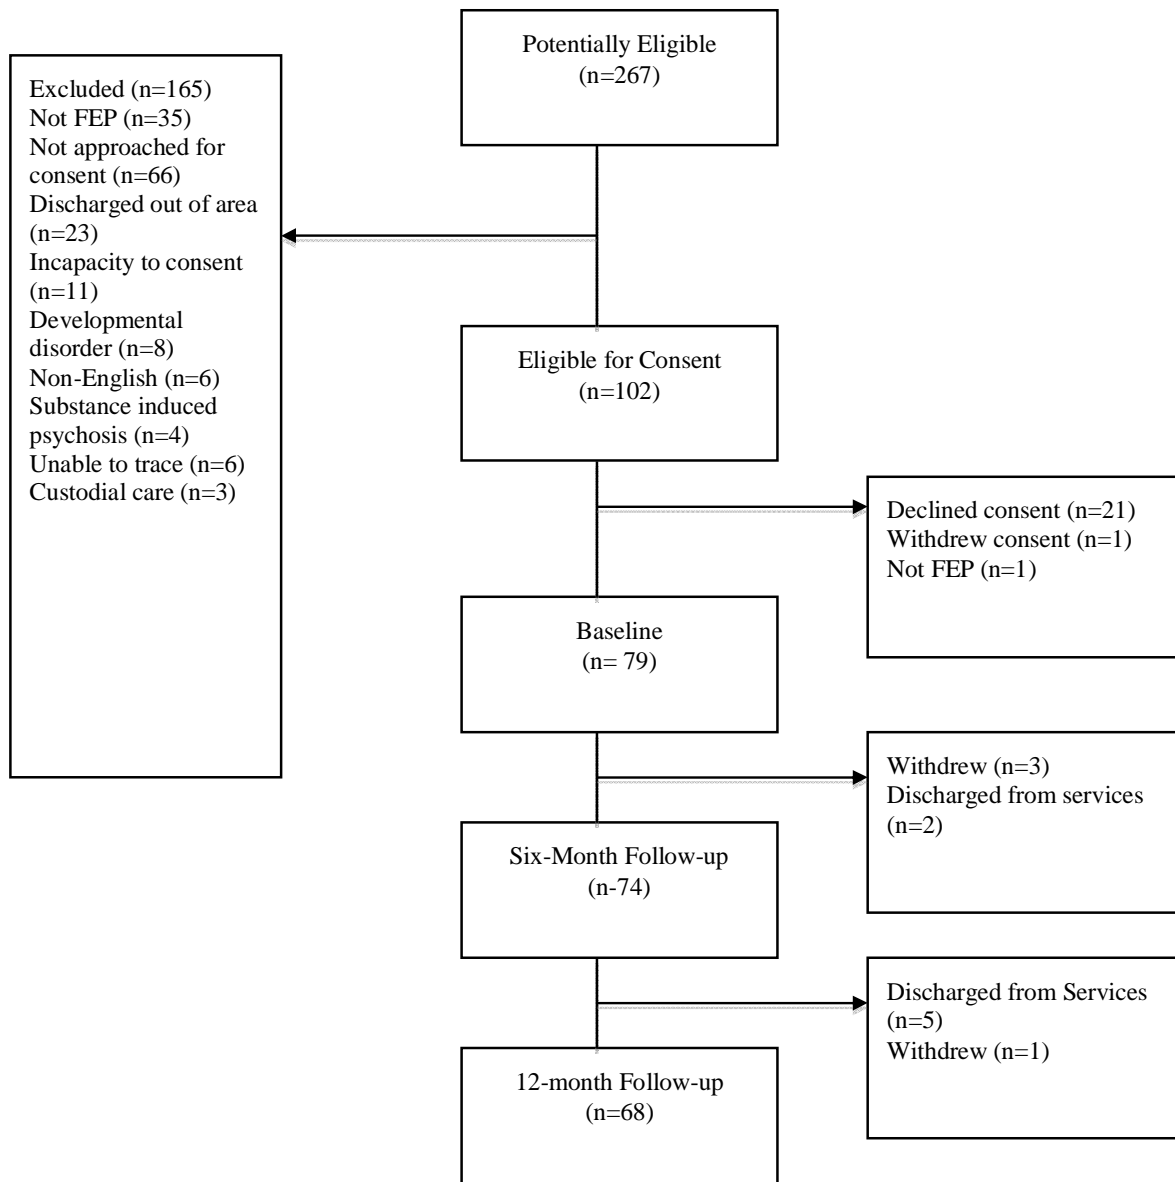 Potentially Eligible
(n=267)
Excluded (n=165)
Not FEP (n=35)
Not approached for
consent (n=66)
Discharged out of area
(n=23)
Incapacity to consent
(n=11)
Developmental
disorder (n=8)
Non-English (n=6)
Substance induced
psychosis (n=4)
Unable to trace (n=6)
Custodial care (n=3)
Eligible for Consent
(n=102)
Declined consent (n=21)
Withdrew consent (n=1)
Not FEP (n=1)
Baseline
(n= 79)
Withdrew (n=3)
Discharged from services
(n=2)
Six-Month Follow-up
(n-74)
Discharged from Services
(n=5)
Withdrew (n=1)
12-month Follow-up
(n=68)